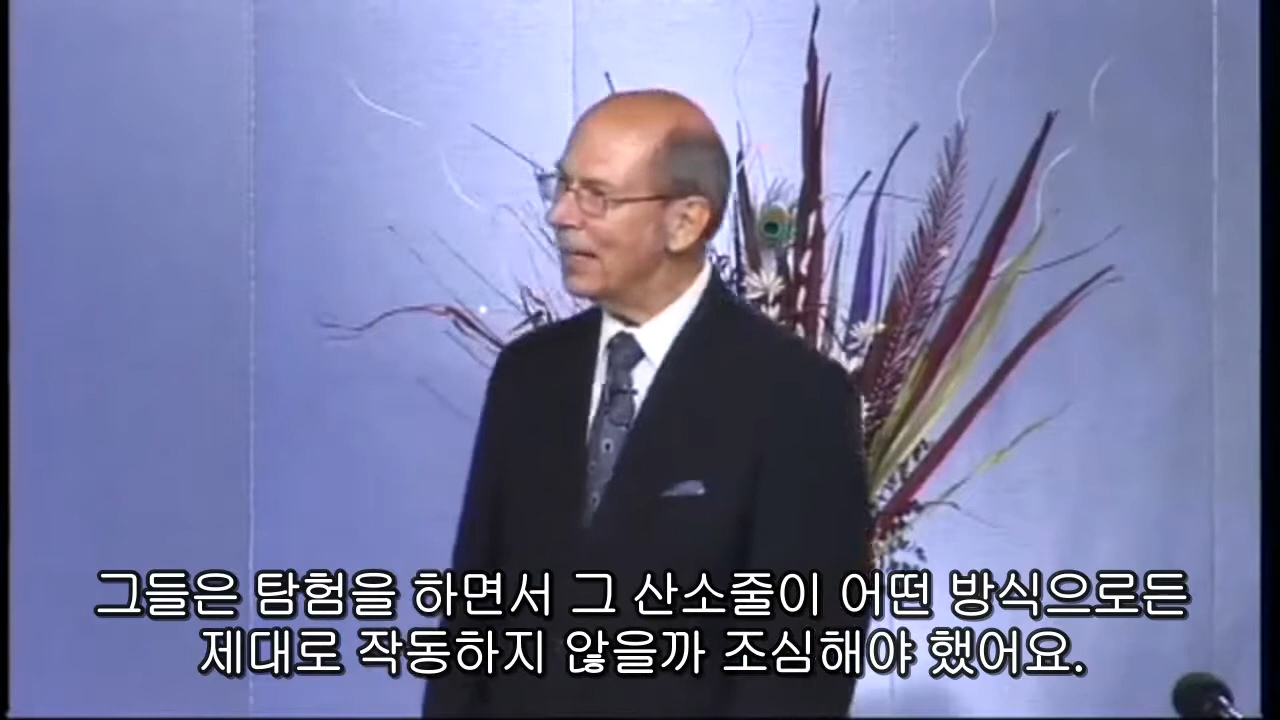 그들은 탐험을 하면서 그 산소줄이 어떤 방식으로든
제대로 작동하지 않을까 조심해야 했어요.